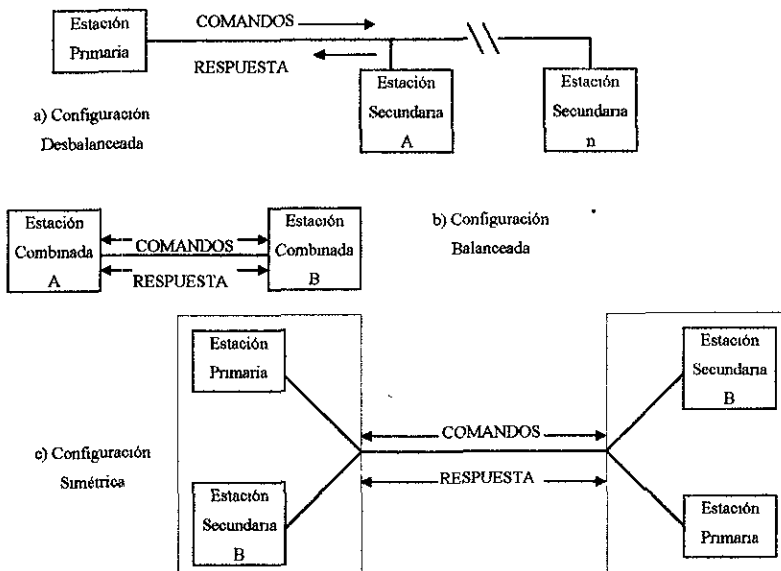 Estación
Primaria
COMANDOS
RESPUESTA
Estación
Secundaria
A
Estación
Secundaria
n
a) Configuración
Desbalanceada
Estación
Combinada
A
COMANDOS
RESPUESTA
Estación
Combinada
B
b) Configuración
Balanceada
Estación
Primaria
Estación
Secundaria
B
c) Configuración
Simétrica
COMANDOS
RESPUESTA
Estación
Secundaria
B
Estación
Primaria